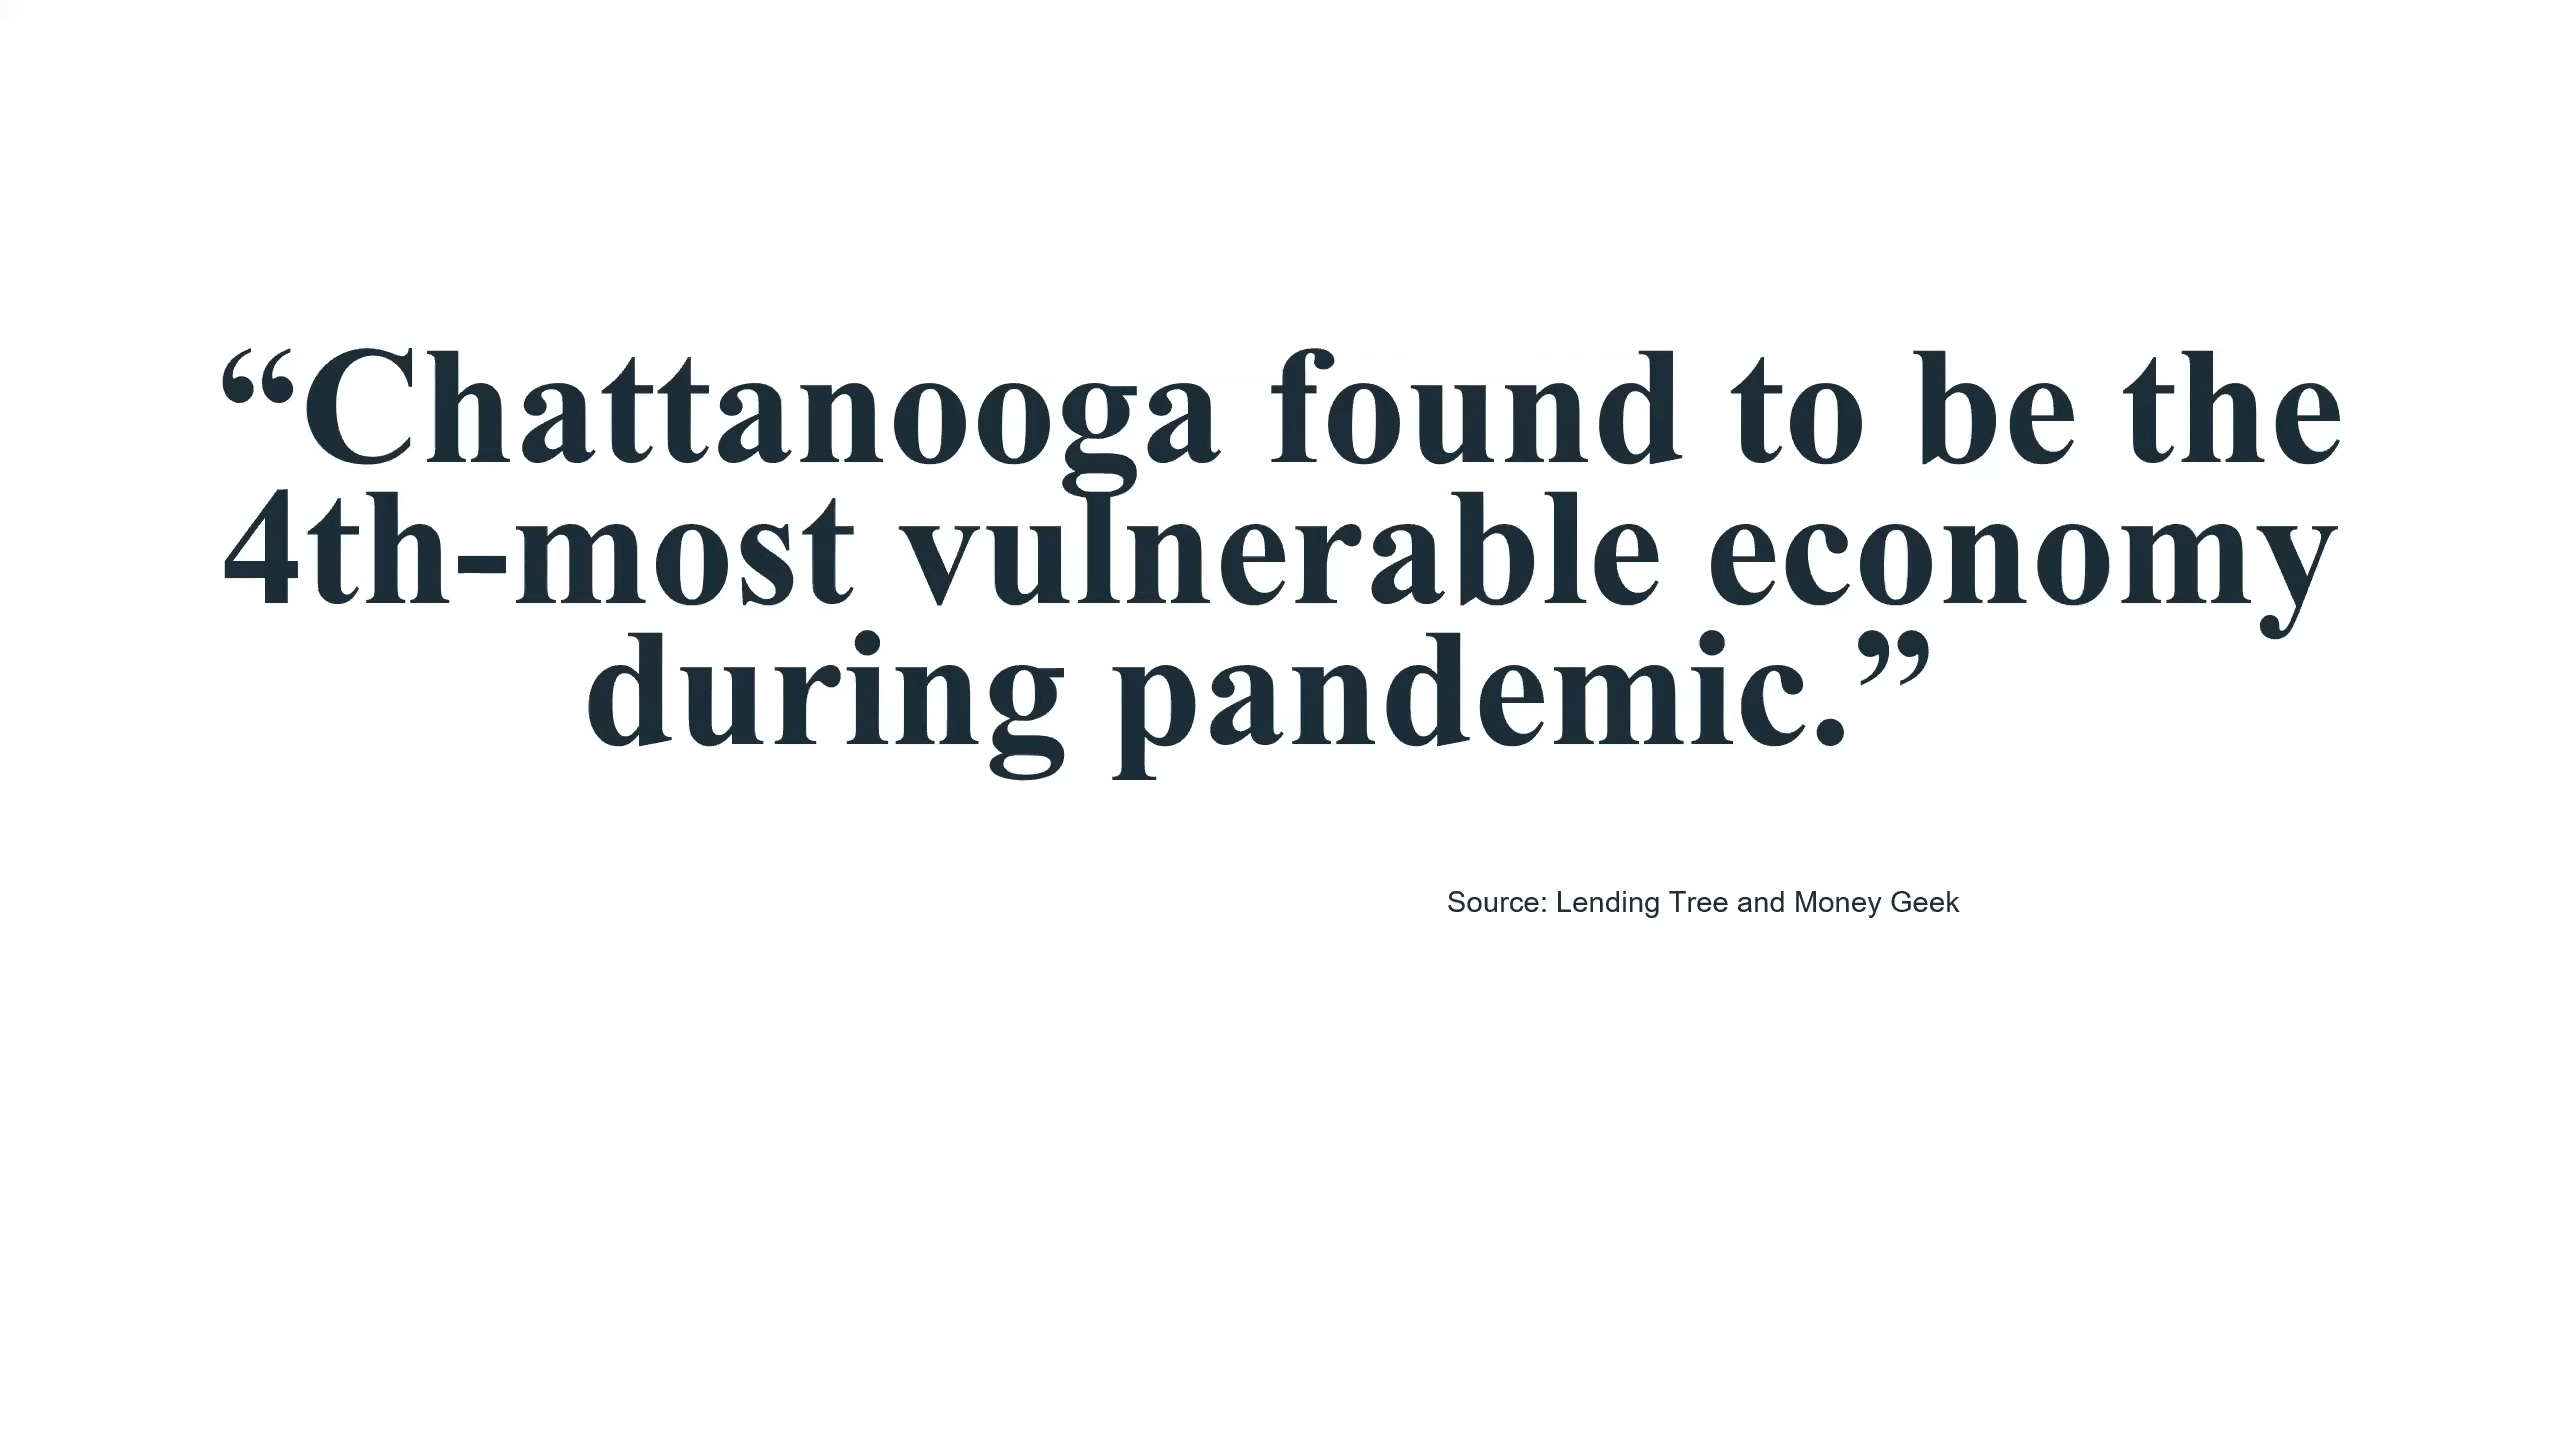 “Chattanooga found to be the
4th-most vulnerable economy
during pandemic.”
Source: Lending Tree and Money Geek